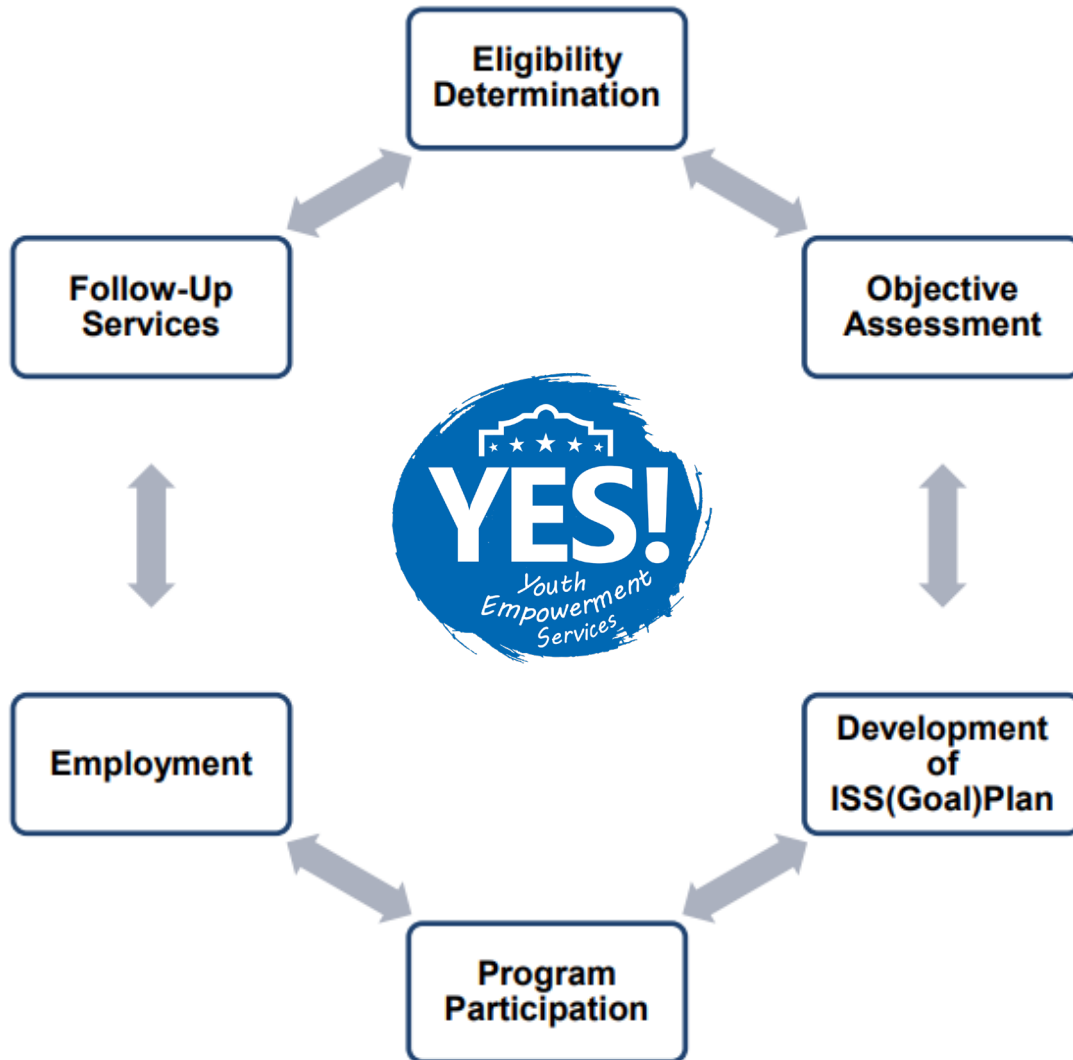 Eligibility
Determination
Follow-Up
Services
Objective
Assessment
YES!
Youth
Empowerment
Services
Employment
Development
of
ISS(Goal)Plan
Program
Participation